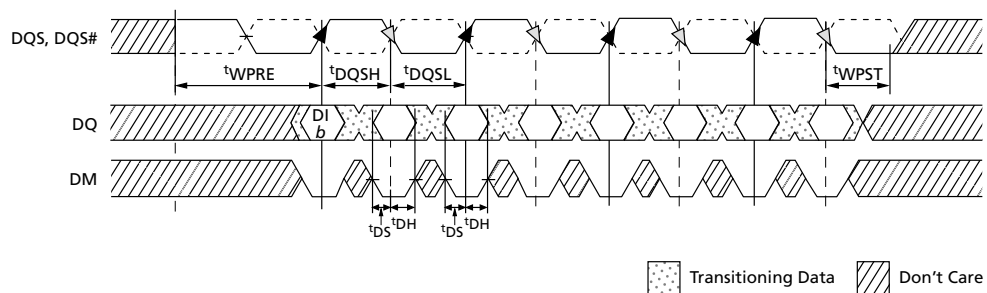 DQS, DQS#
tWPRE
tDQSH
tDQSL
tWPST
DQ
DI
b
DM
tDS
tDH
tDS
tDH
Transitioning Data
Don't Care